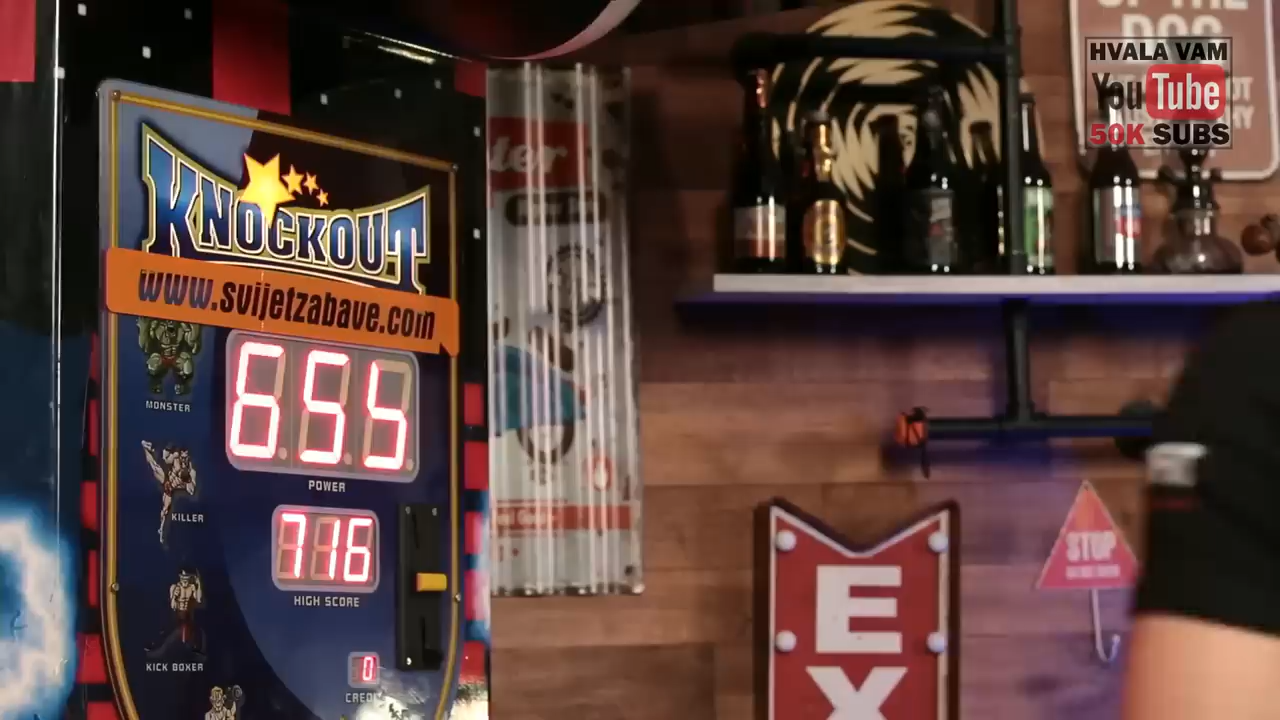 HVALA VAM
YouTube
50K SUBS
KNOCKOUT
www.svijetzabave.com
MONSTER
655
POWER
KILLER
716
HIGH SCORE
KICK BOXER
0
CREDIT
DOG
STOP
EX